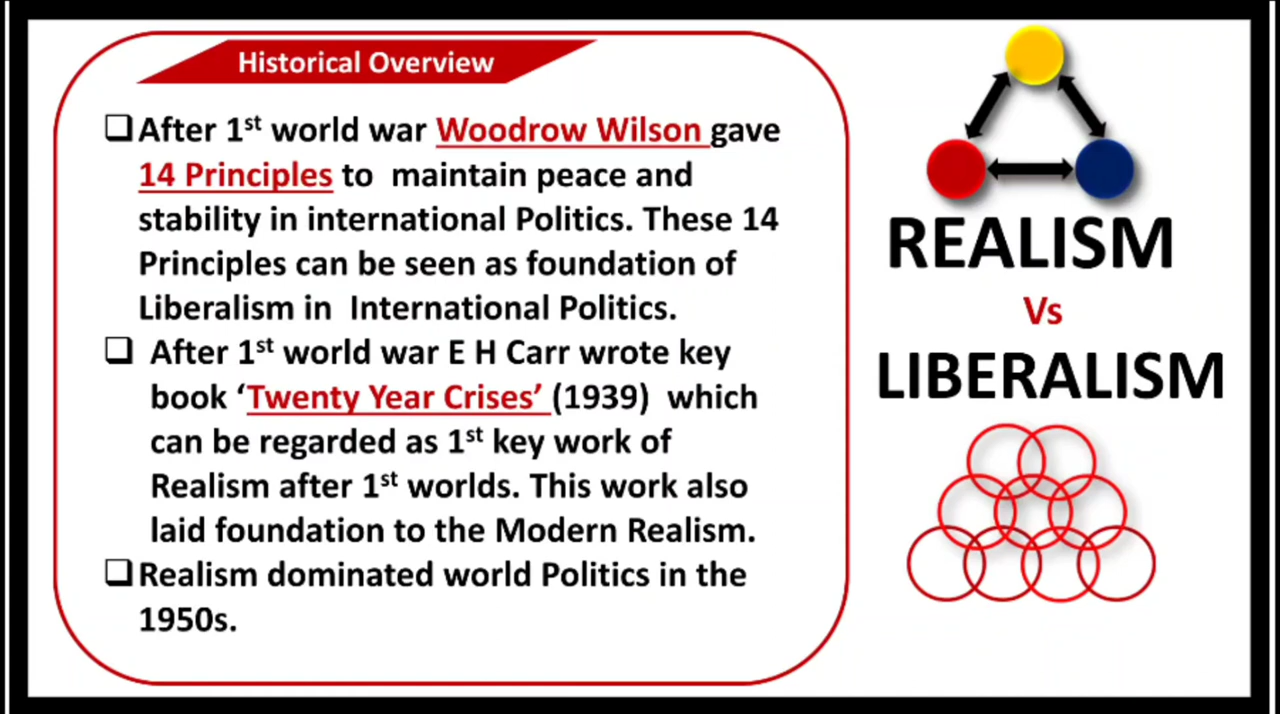 Historical Overview
After 1st world war Woodrow Wilson gave
14 Principles to maintain peace and
stability in international Politics. These 14
Principles can be seen as foundation of
Liberalism in International Politics.
After 1st world war E H Carr wrote key
book ‘Twenty Year Crises’ (1939) which
can be regarded as 1st key work of
Realism after 1st worlds. This work also
laid foundation to the Modern Realism.
Realism dominated world Politics in the
1950s.
REALISM
Vs
LIBERALISM